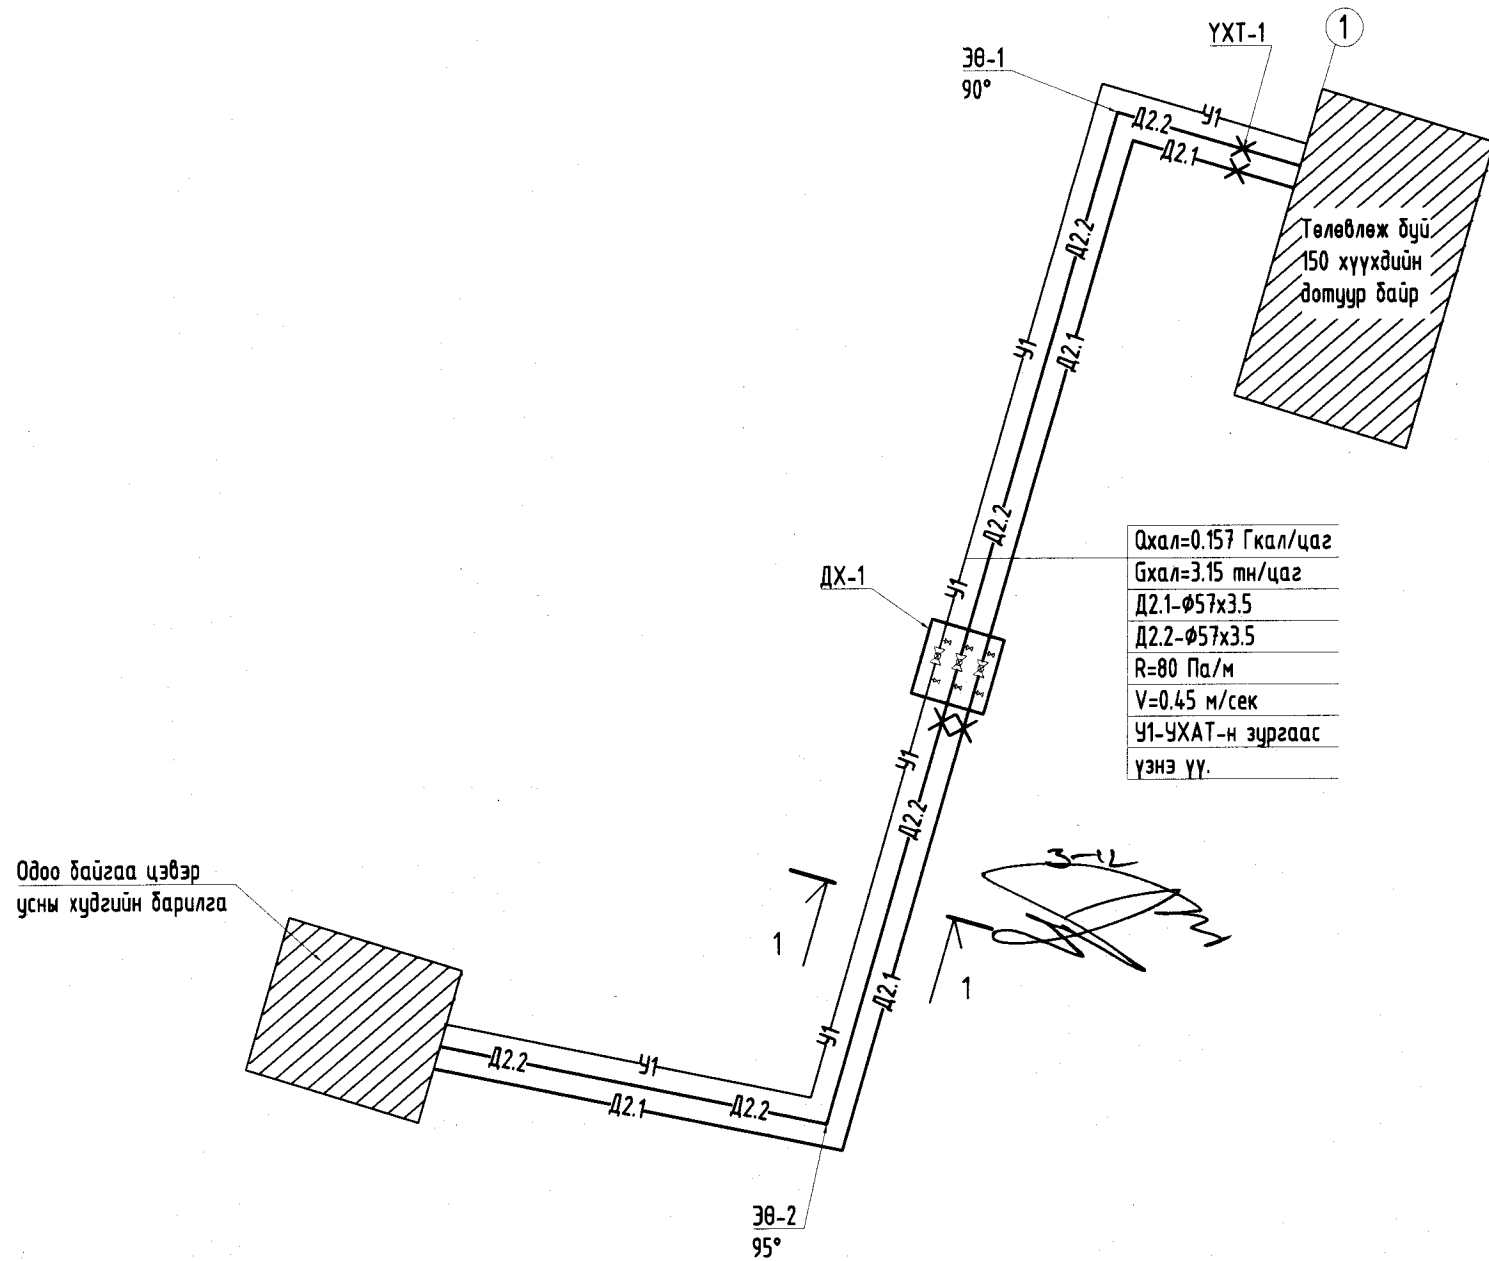 1
ҮХТ-1
ЭӨ-1
90°
У1
Д2.2
Д2.1
Төлөвлөж буй
150 хүүхдийн
дотуур байр
Д2.2
У1
Д2.1
Д2.2
Qхал=0.157 Гкал/цаг
Gхал=3.15 тн/цаг
Д2.1-Ф57х3.5
Д2.2-Ф57х3.5
R=80 Па/м
V=0.45 м/сек
У1-УХАТ-н зургаас
үзнэ үү.
ДХ-1
У1
У1
Д2.2
Одоо байгаа цэвэр
усны худгийн барилга
1
1
Д2.1
У1
Д2.2
У1
Д2.1
Д2.2
ЭӨ-2
95°